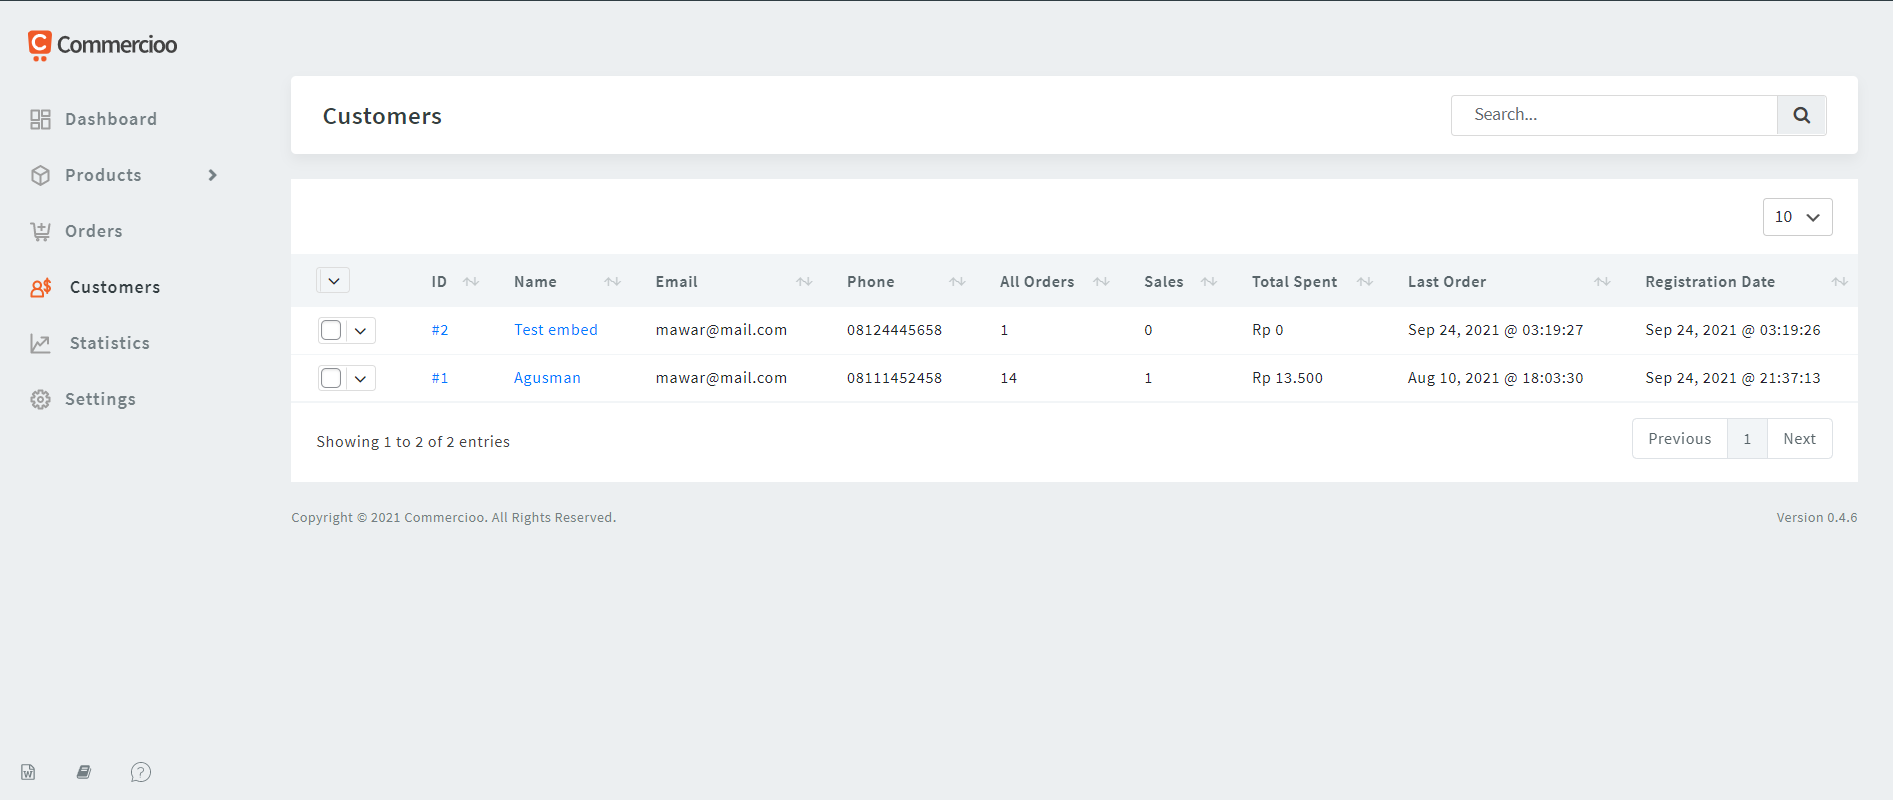 Commercioo
Dashboard
Products
Orders
Customers
Statistics
Settings
Customers
Search...
10
ID Name Email Phone All Orders Sales Total Spent Last Order Registration Date
#2 Test embed mawar@mail.com 08124445658 1 0 Rp 0 Sep 24, 2021 @ 03:19:27 Sep 24, 2021 @ 03:19:26
#1 Agusman mawar@mail.com 08111452458 14 1 Rp 13.500 Aug 10, 2021 @ 18:03:30 Sep 24, 2021 @ 21:37:13
Showing 1 to 2 of 2 entries
Previous 1 Next
Copyright © 2021 Commercioo. All Rights Reserved.
Version 0.4.6